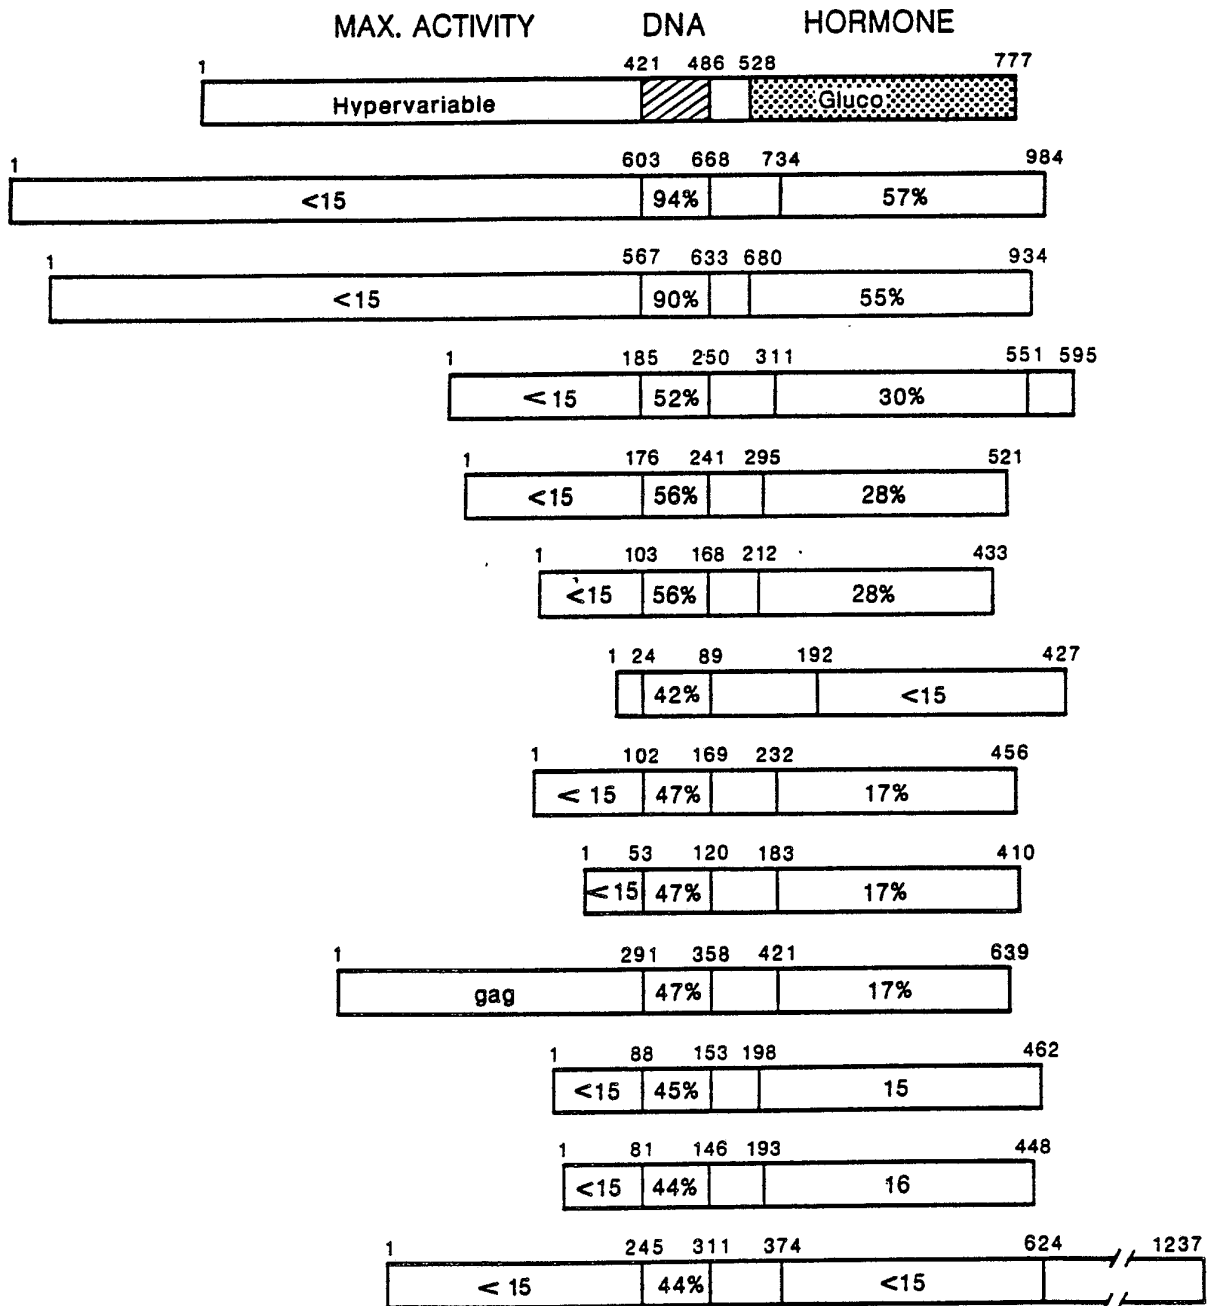 MAX. ACTIVITY DNA HORMONE
1 421 486 528 777
Hypervariable Gluco
1 603 668 734 984
<15 94% 57%
1 567 633 680 934
<15 90% 55%
1 185 250 311 551 595
<15 52% 30%
1 176 241 295 521
<15 56% 28%
1 103 168 212 433
<15 56% 28%
1 24 89 192 427
42% <15
1 102 169 232 456
<15 47% 17%
1 53 120 183 410
<15 47% 17%
1 291 358 421 639
gag 47% 17%
1 88 153 198 462
<15 45% 15
1 81 146 193 448
<15 44% 16
1 245 311 374 624 1237
<15 44% <15